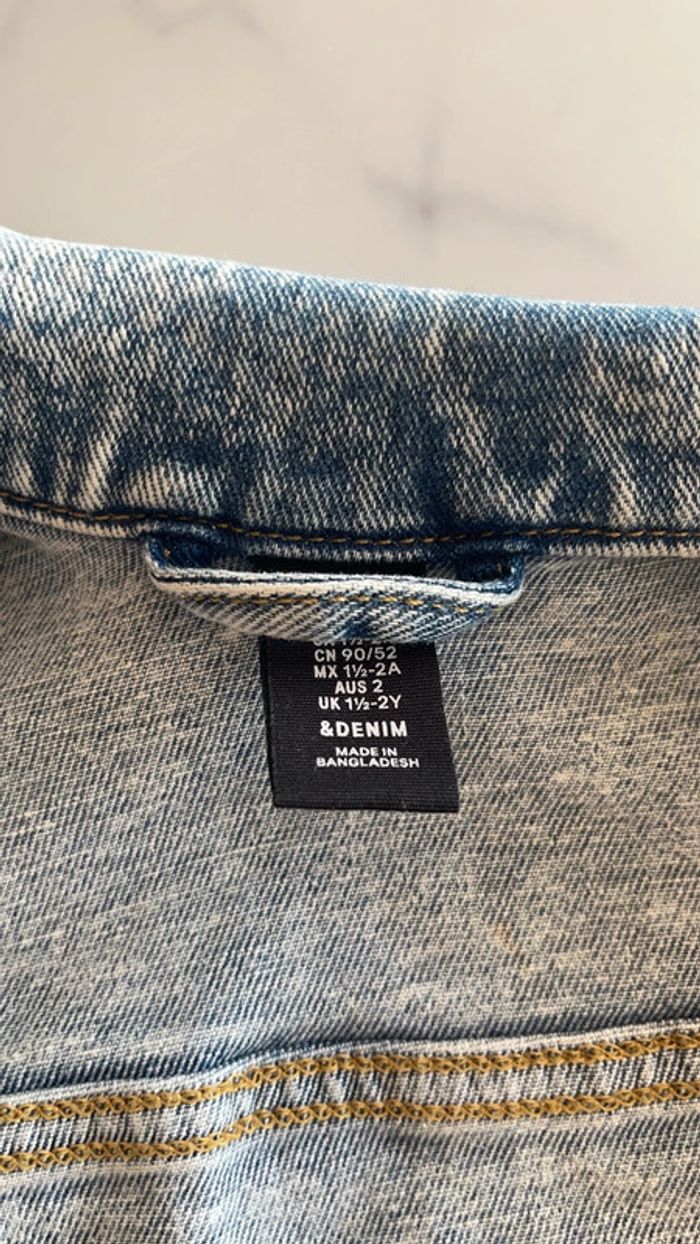 CN 90/52
MX 1½-2A
AUS 2
UK 1½-2Y
&DENIM
MADE IN
BANGLADESH